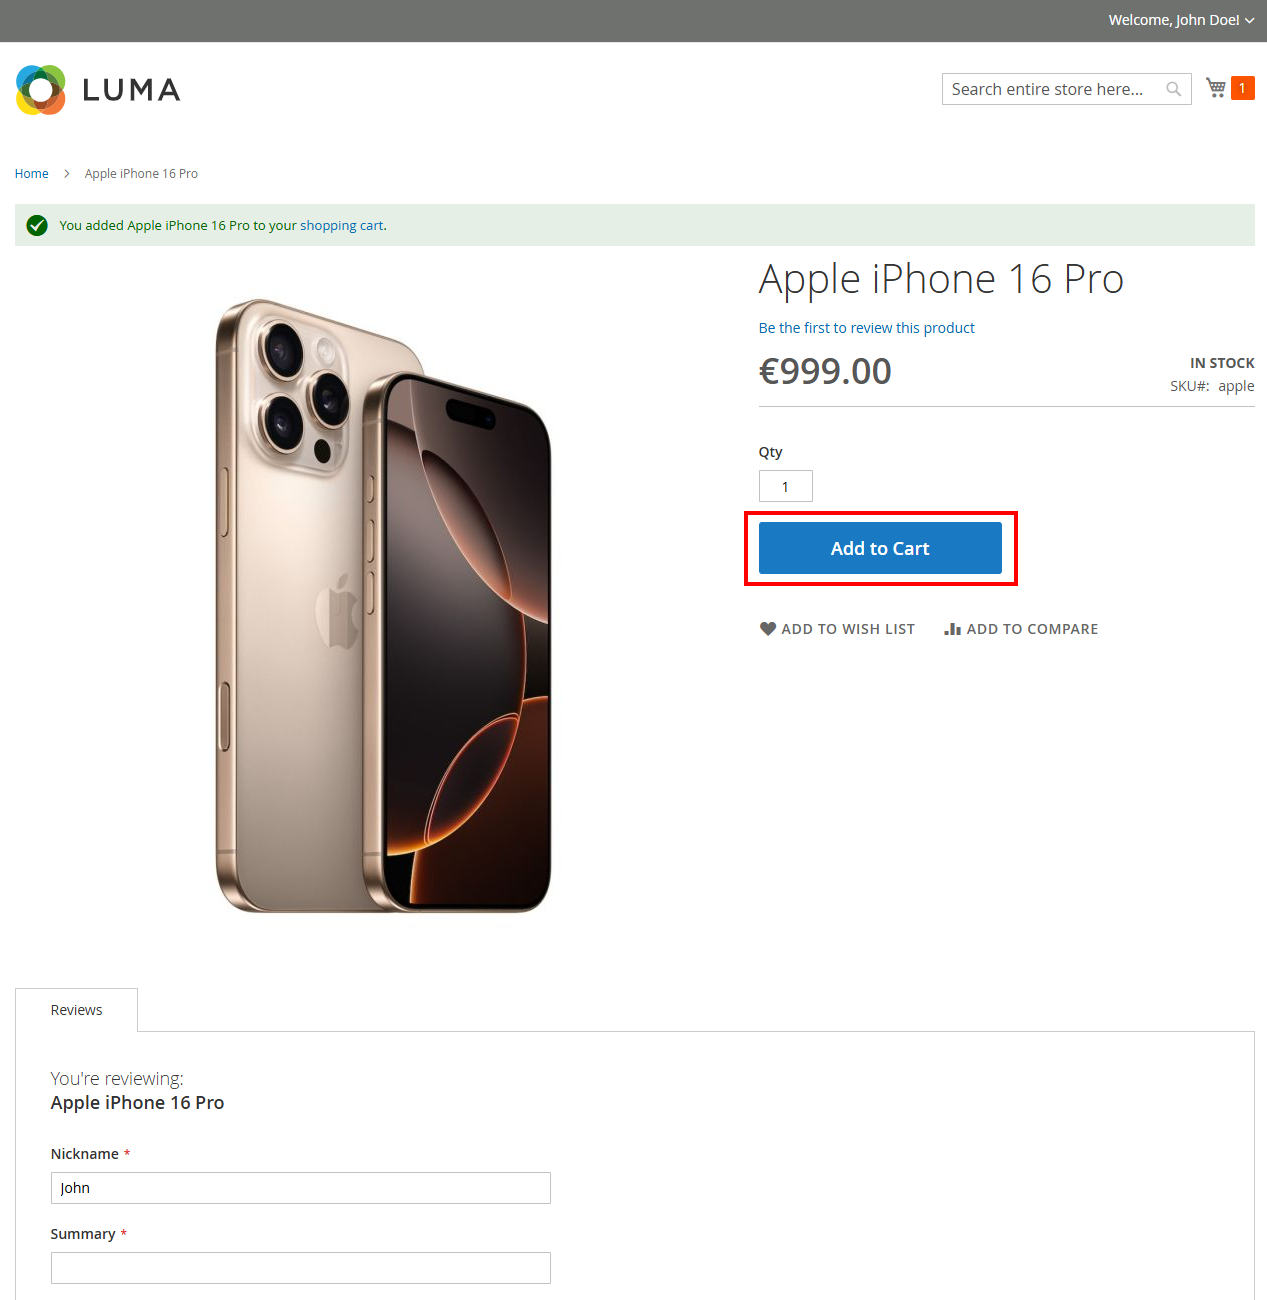 Welcome, John Doe!
LUMA
Search entire store here...
1
Home
Apple iPhone 16 Pro
You added Apple iPhone 16 Pro to your shopping cart.
Apple iPhone 16 Pro
Be the first to review this product
€999.00
IN STOCK
SKU#: apple
Qty
1
Add to Cart
ADD TO WISH LIST
ADD TO COMPARE
Reviews
You're reviewing:
Apple iPhone 16 Pro
Nickname *
John
Summary *